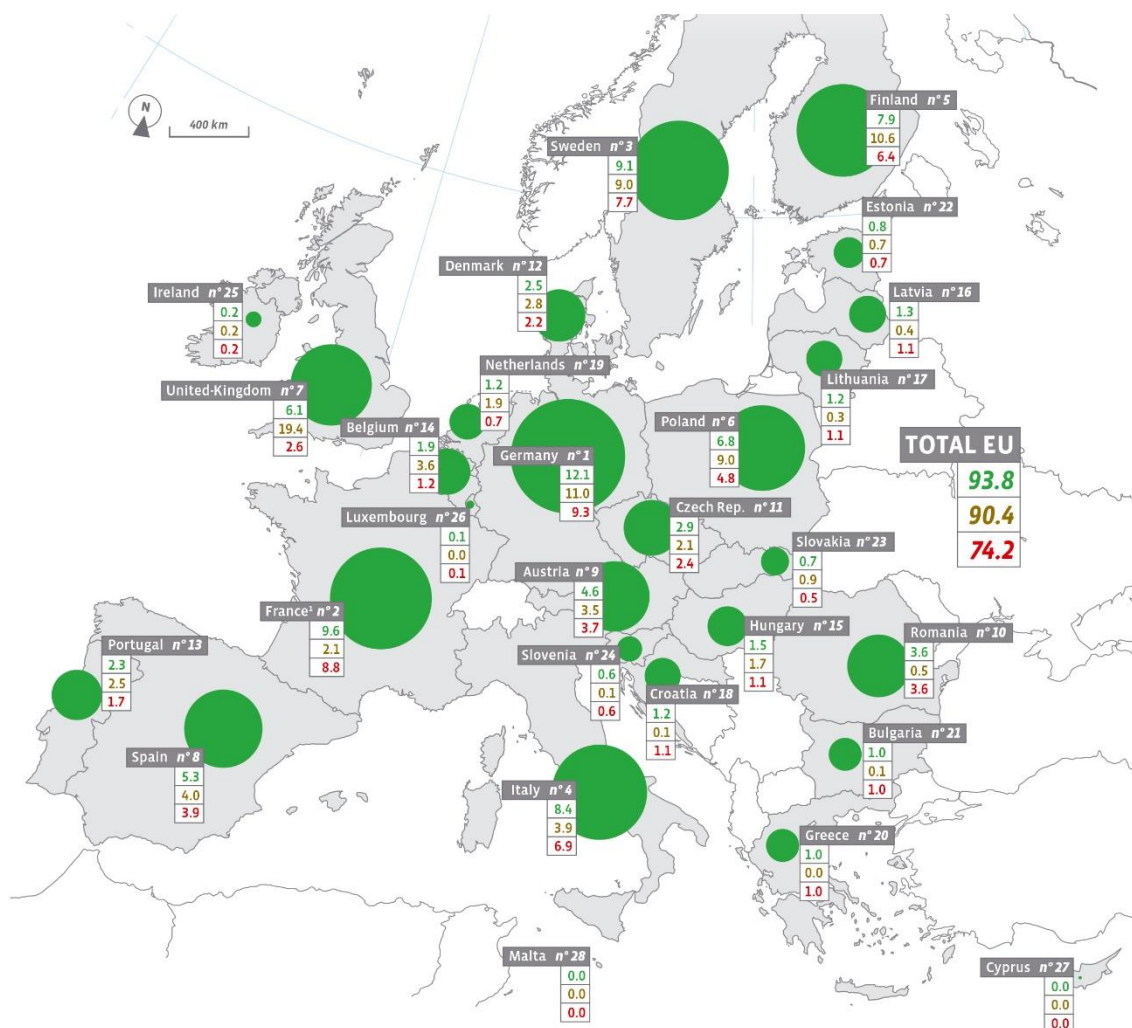 N
400 km
Finland n°5
7.9
10.6
6.4
Sweden n°3
9.1
9.0
7.7
Estonia n°22
0.8
0.7
0.7
Denmark n°12
2.5
2.8
2.2
Ireland n°25
0.2
0.2
0.2
Latvia n°16
1.3
0.4
1.1
Netherlands n°19
1.2
1.9
0.7
Lithuania n°17
1.2
0.3
1.1
United-Kingdom n°7
6.1
19.4
2.6
Belgium n°14
1.9
3.6
1.2
Poland n°6
6.8
9.0
4.8
Germany n°1
12.1
11.0
9.3
TOTAL EU
93.8
90.4
74.2
Czech Rep. n°11
2.9
2.1
2.4
Luxembourg n°26
0.1
0.0
0.1
Slovakia n°23
0.7
0.9
0.5
Austria n°9
4.6
3.5
3.7
France¹ n°2
9.6
2.1
8.8
Hungary n°15
1.5
1.7
1.1
Romania n°10
3.6
0.5
3.6
Portugal n°13
2.3
2.5
1.7
Slovenia n°24
0.6
0.1
0.6
Croatia n°18
1.2
0.1
1.1
Bulgaria n°21
1.0
0.1
1.0
Spain n°8
5.3
4.0
3.9
Italy n°4
8.4
3.9
6.9
Greece n°20
1.0
0.0
1.0
Malta n°28
0.0
0.0
0.0
Cyprus n°27
0.0
0.0
0.0